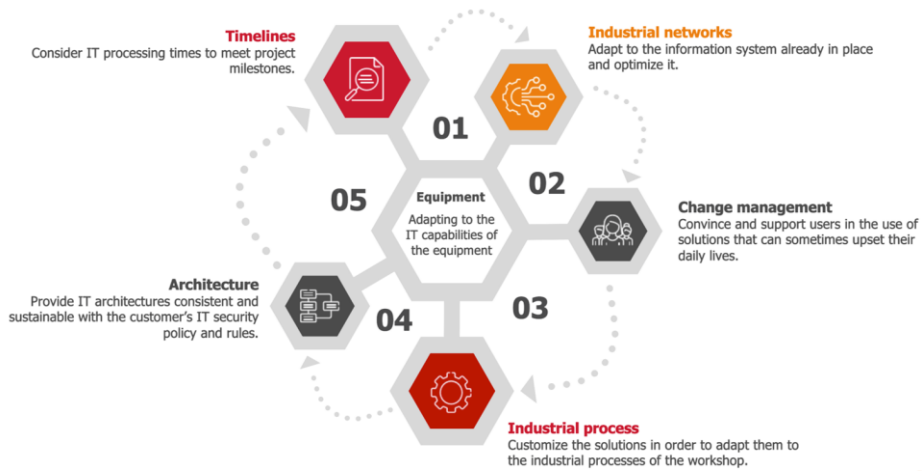 Timelines
Consider IT processing times to meet project
milestones.
Industrial networks
Adapt to the information system already in place
and optimize it.
01
02
05
Equipment
Adapting to the
IT capabilities of
the equipment
Change management
Convince and support users in the use of
solutions that can sometimes upset their
daily lives.
Architecture
Provide IT architectures consistent and
sustainable with the customer's IT security
policy and rules.
04
03
Industrial process
Customize the solutions in order to adapt them to
the industrial processes of the workshop.